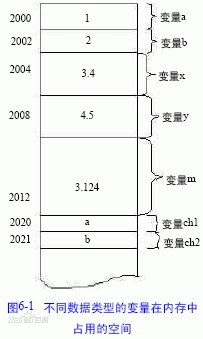 2000 1 变量a
2002 2 变量b
2004 3.4 变量x
2008 4.5 变量y
2012 3.124 变量m
2020 a 变量ch1
2021 b 变量ch2
图6-1 不同数据类型的变量在内存中
占用的空间